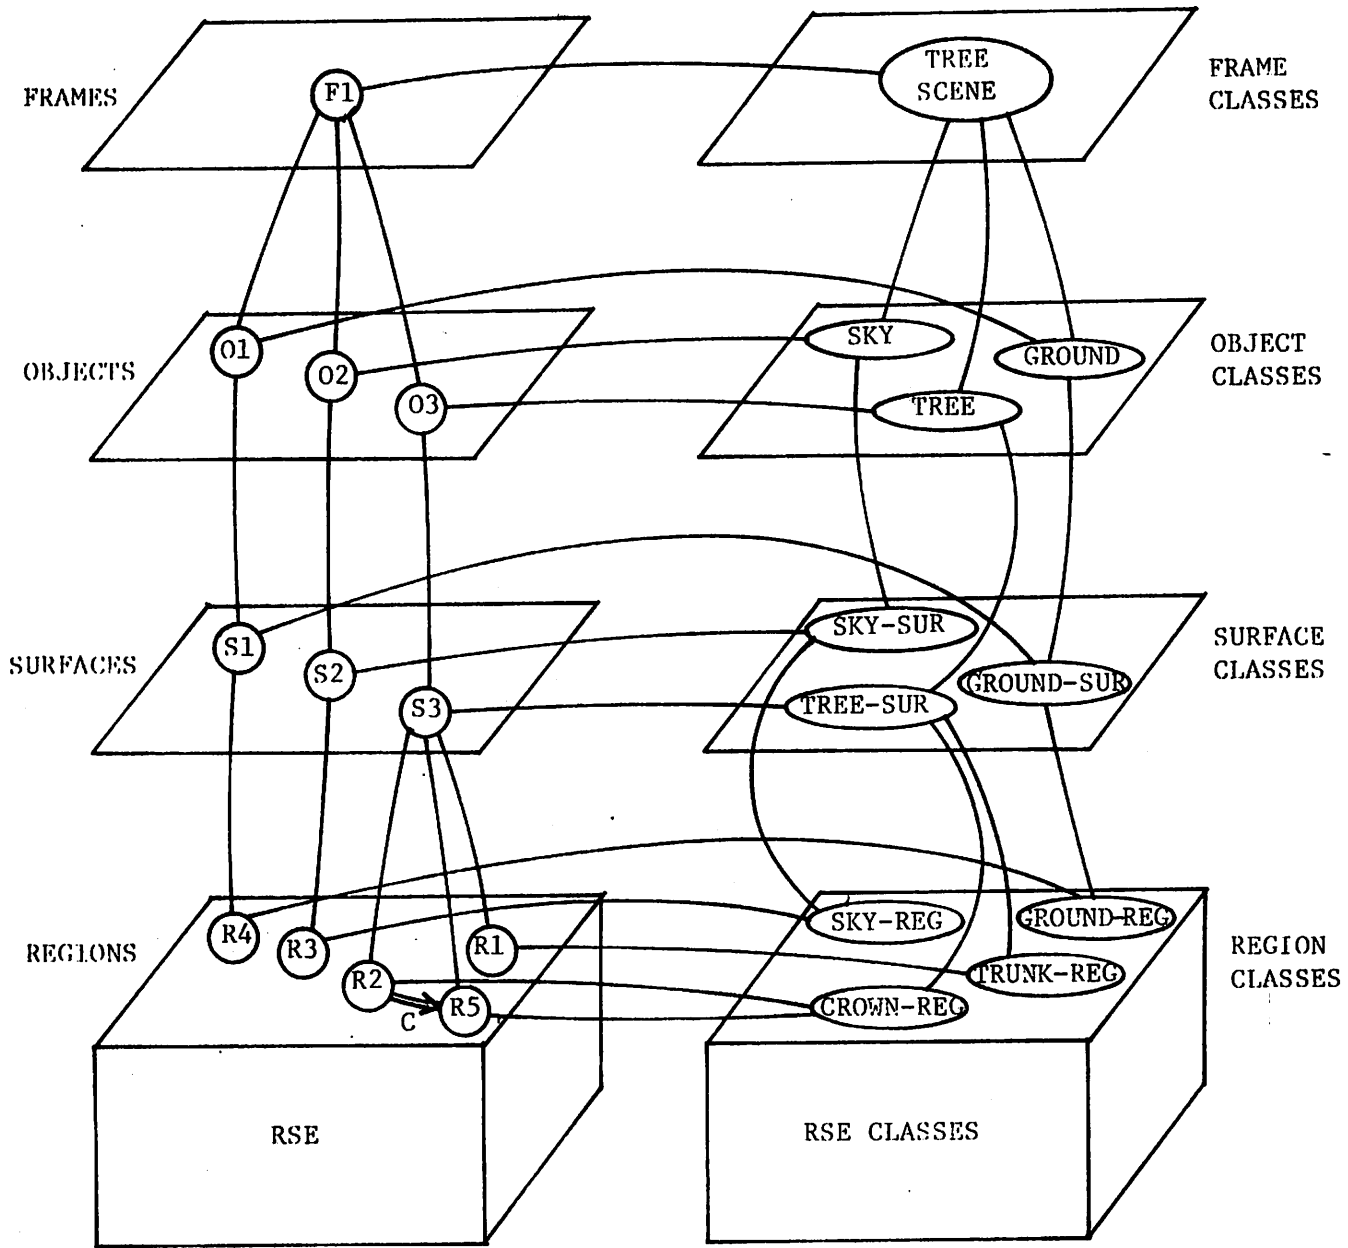 FRAMES
F1
TREE
SCENE
FRAME
CLASSES
OBJECTS
O1
O2
O3
SKY
GROUND
TREE
OBJECT
CLASSES
SURFACES
S1
S2
S3
SKY-SUR
GROUND-SUR
TREE-SUR
SURFACE
CLASSES
REGIONS
R4
R3
R1
R2
R5
C
SKY-REG
GROUND-REG
TRUNK-REG
CROWN-REG
REGION
CLASSES
RSE
RSE CLASSES